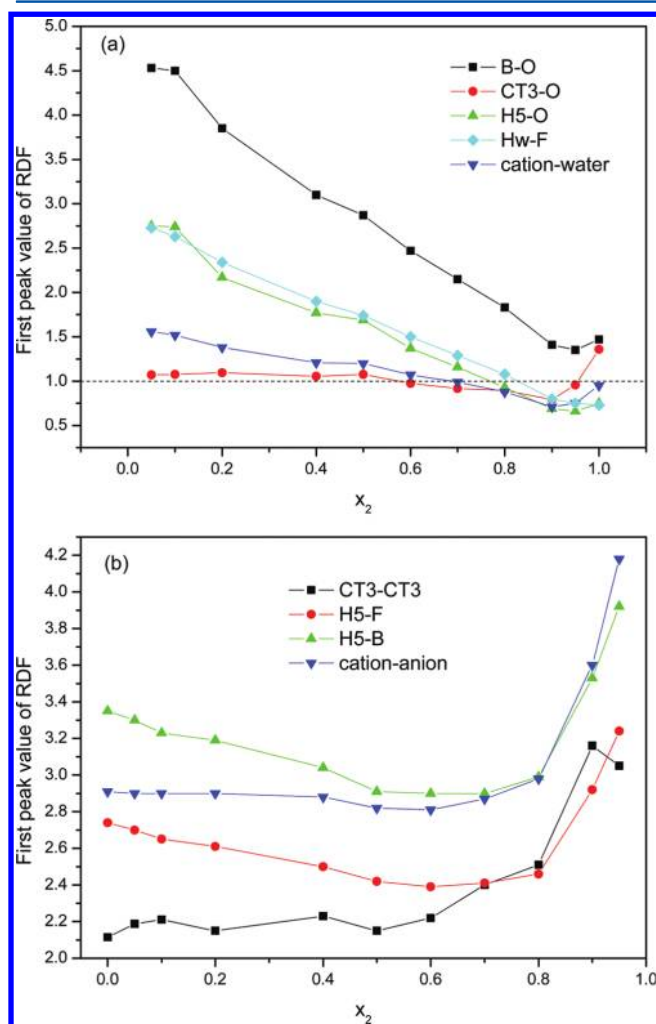 (a)
B-O
CT3-O
H5-O
Hw-F
cation-water
First peak value of RDF
5.0
4.5
4.0
3.5
3.0
2.5
2.0
1.5
1.0
0.5
0.0 0.2 0.4 0.6 0.8 1.0
x₂
(b)
CT3-CT3
H5-F
H5-B
cation-anion
First peak value of RDF
4.2
4.0
3.8
3.6
3.4
3.2
3.0
2.8
2.6
2.4
2.2
2.0
0.0 0.2 0.4 0.6 0.8 1.0
x₂